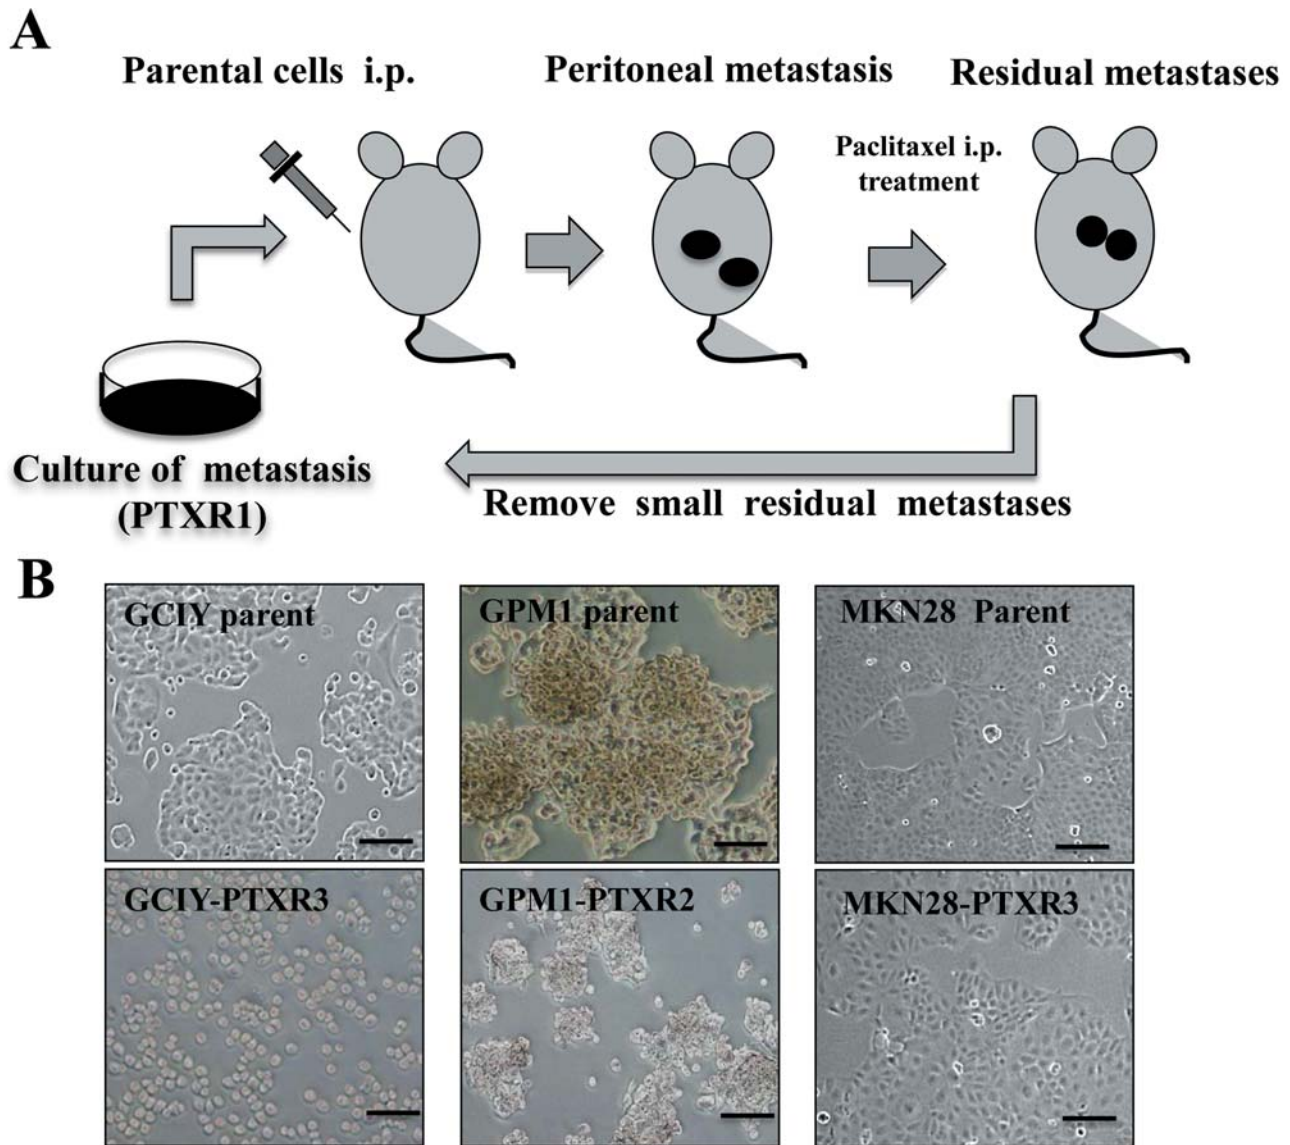 A
Parental cells i.p.
Peritoneal metastasis
Residual metastases
Paclitaxel i.p.
treatment
Culture of metastasis
(PTXR1)
Remove small residual metastases
B
GCIY parent
GPM1 parent
MKN28 Parent
GCIY-PTXR3
GPM1-PTXR2
MKN28-PTXR3